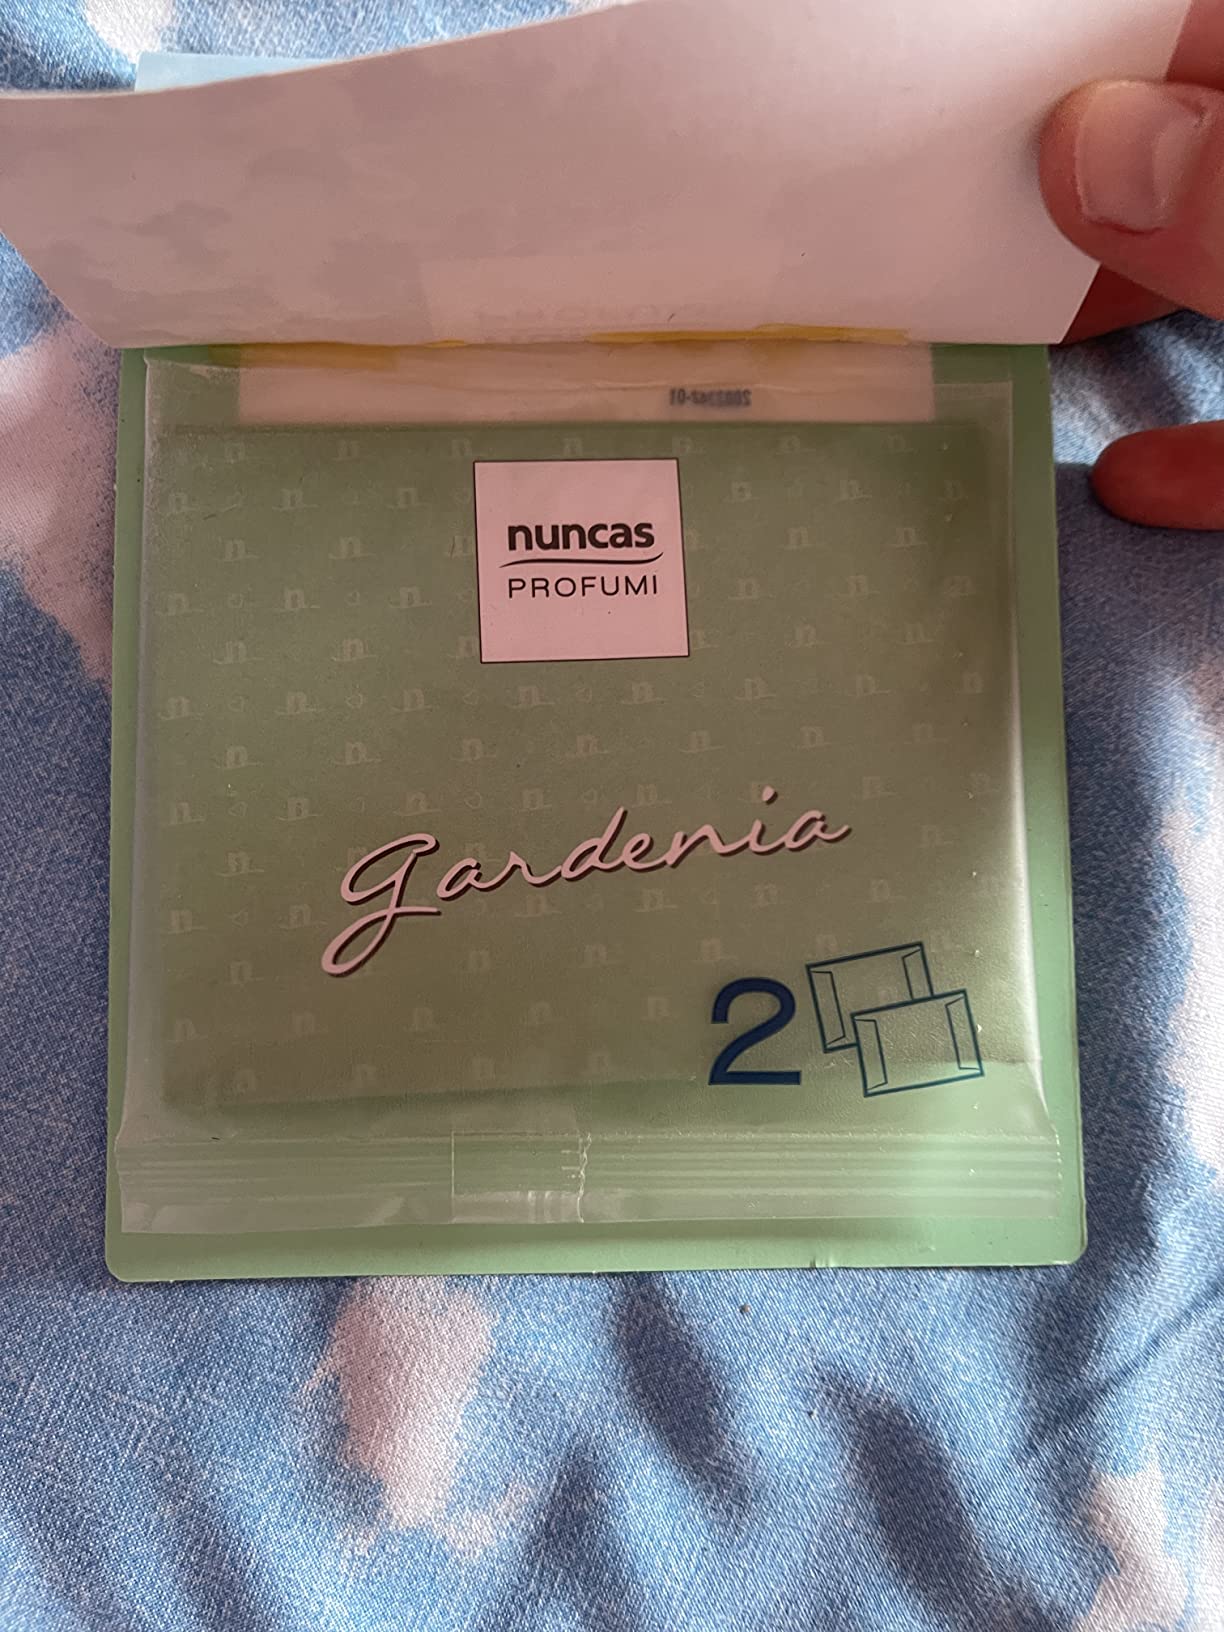 nuncas
PROFUMI
Gardenia
2